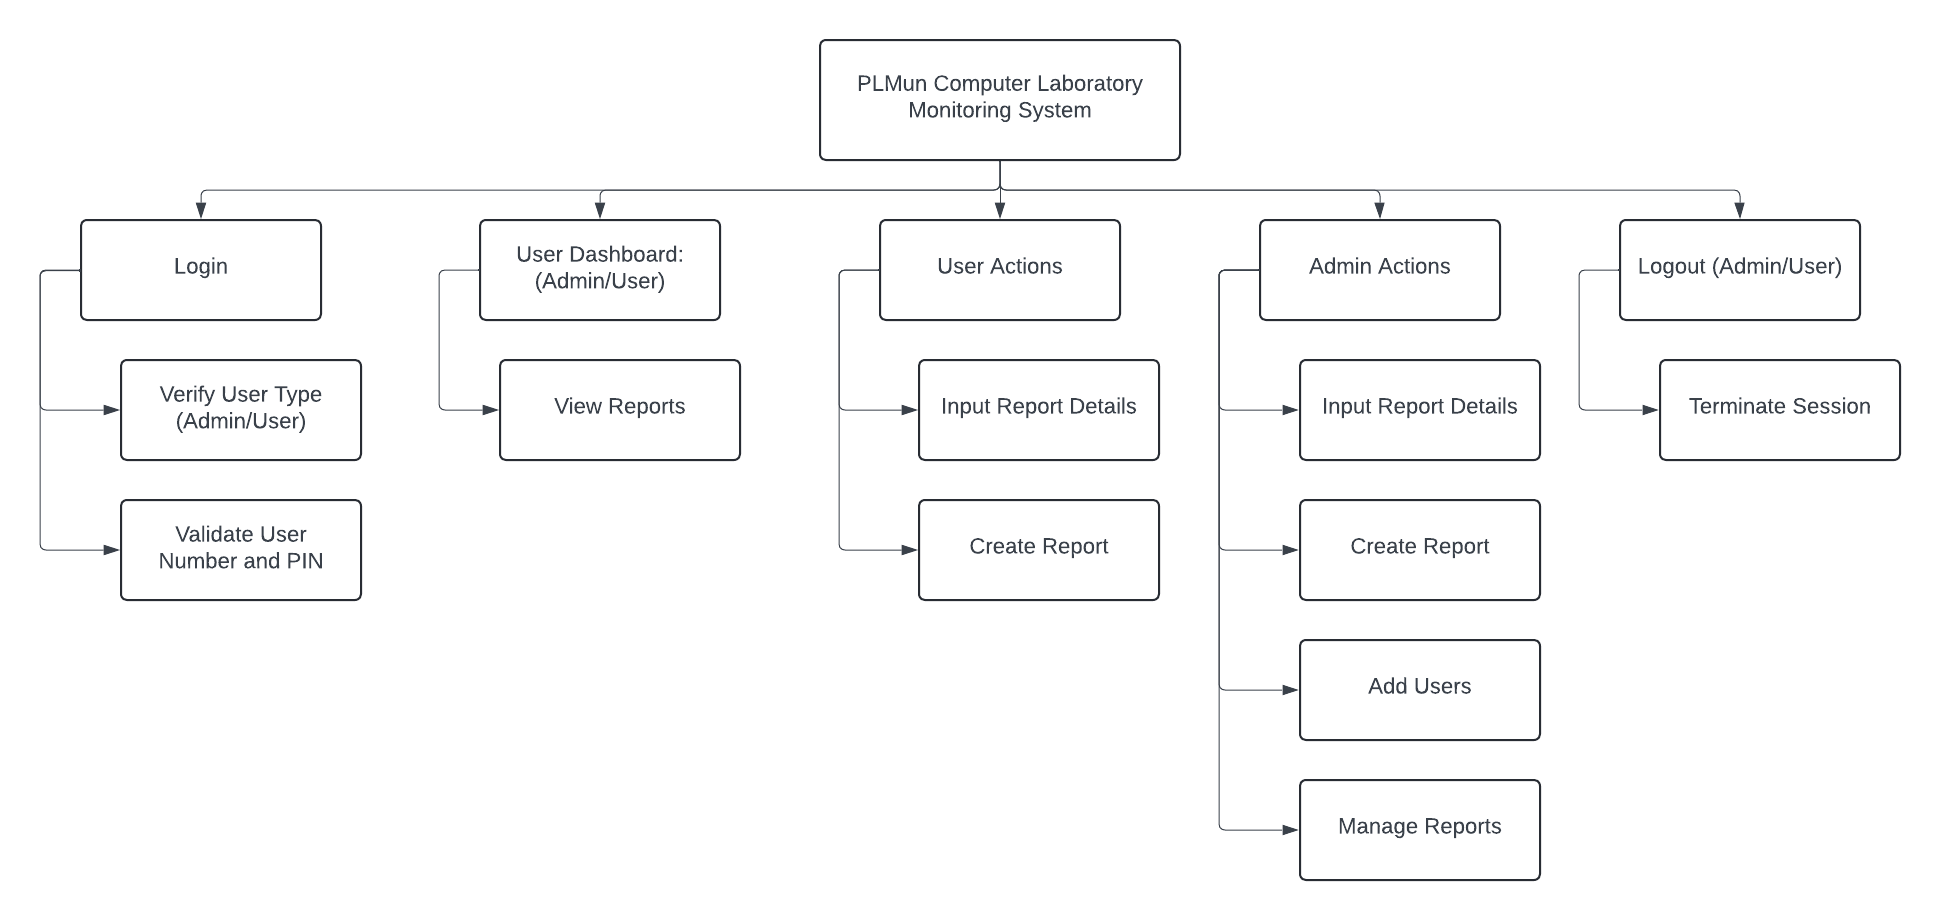 PLMun Computer Laboratory
Monitoring System
Login
User Dashboard:
(Admin/User)
User Actions
Admin Actions
Logout (Admin/User)
Verify User Type
(Admin/User)
View Reports
Input Report Details
Input Report Details
Terminate Session
Validate User
Number and PIN
Create Report
Create Report
Add Users
Manage Reports